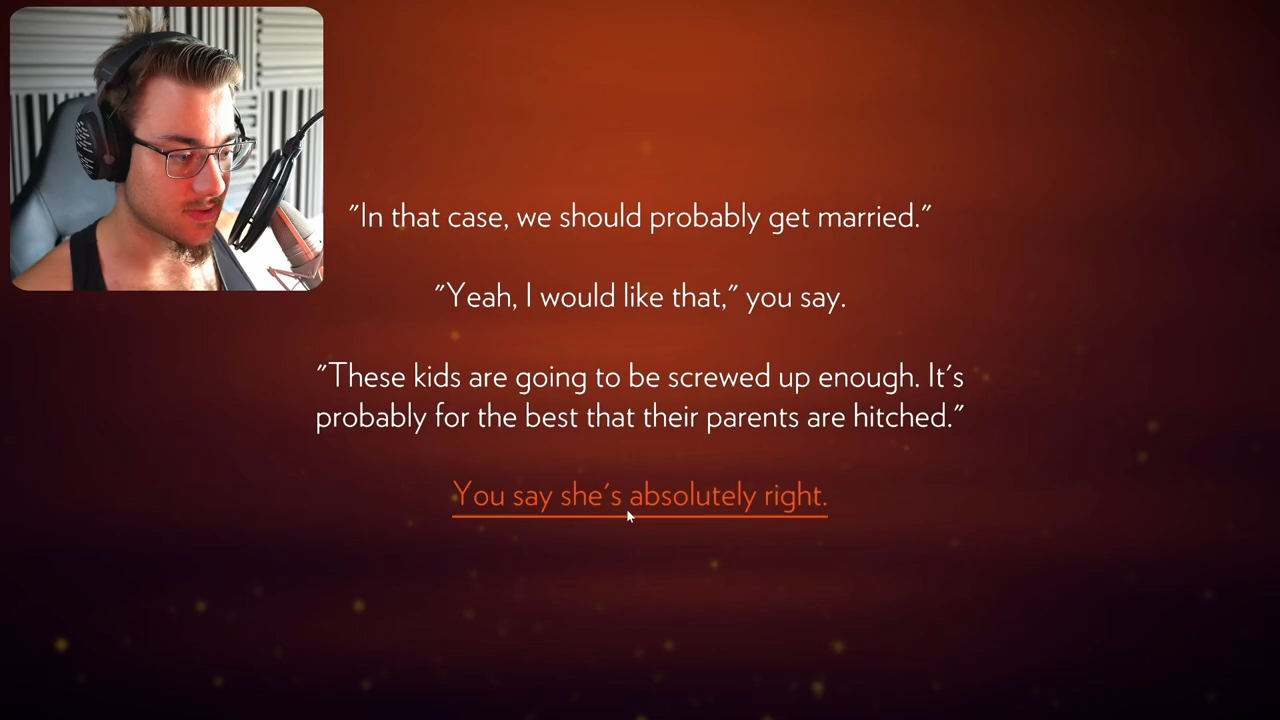 "In that case, we should probably get married."
"Yeah, I would like that," you say.
"These kids are going to be screwed up enough. It's
probably for the best that their parents are hitched."
You say she's absolutely right.